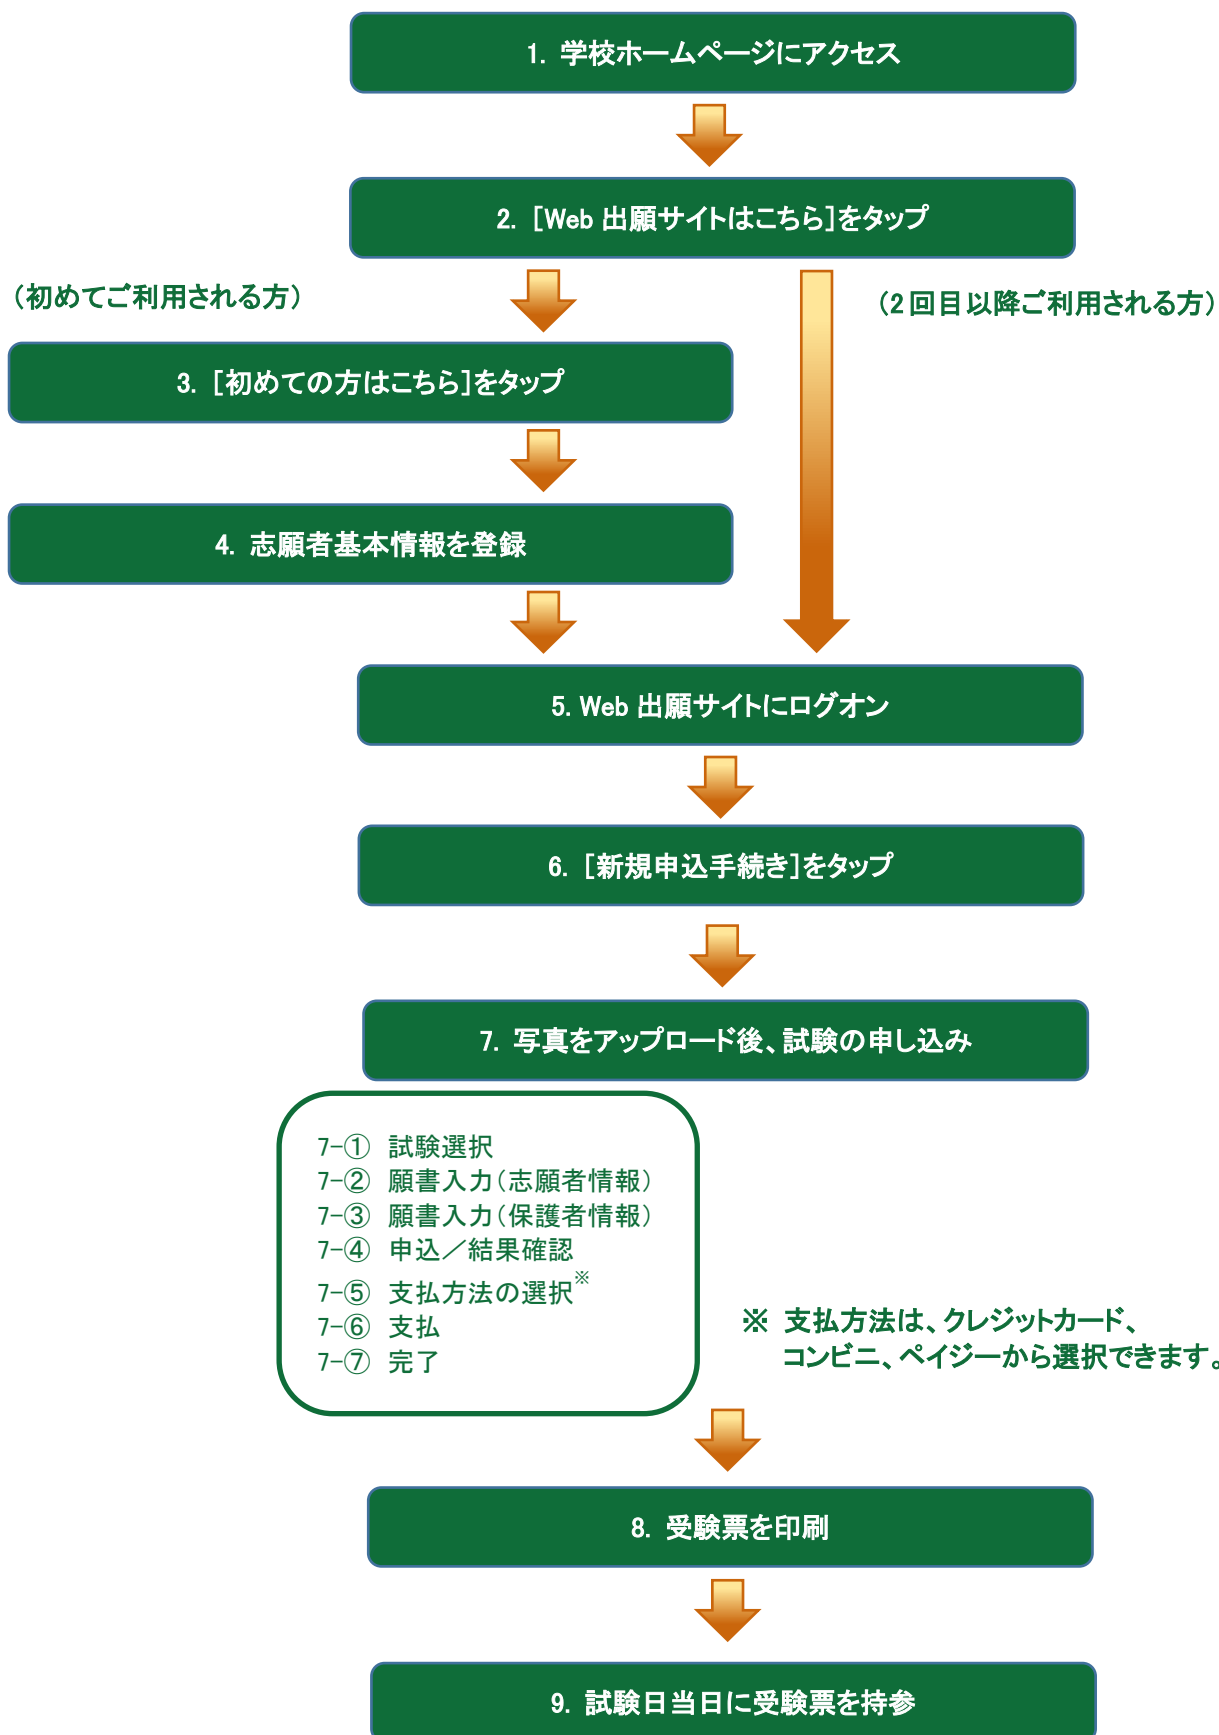 1. 学校ホームページにアクセス
2. [Web 出願サイトはこちら]をタップ
（初めてご利用される方）
（2回目以降ご利用される方）
3. [初めての方はこちら]をタップ
4. 志願者基本情報を登録
5. Web 出願サイトにログオン
6. [新規申込手続き]をタップ
7. 写真をアップロード後、試験の申し込み
7-① 試験選択
7-② 願書入力（志願者情報）
7-③ 願書入力（保護者情報）
7-④ 申込／結果確認
7-⑤ 支払方法の選択※
7-⑥ 支払
7-⑦ 完了
※ 支払方法は、クレジットカード、
コンビニ、ペイジーから選択できます。
8. 受験票を印刷
9. 試験日当日に受験票を持参